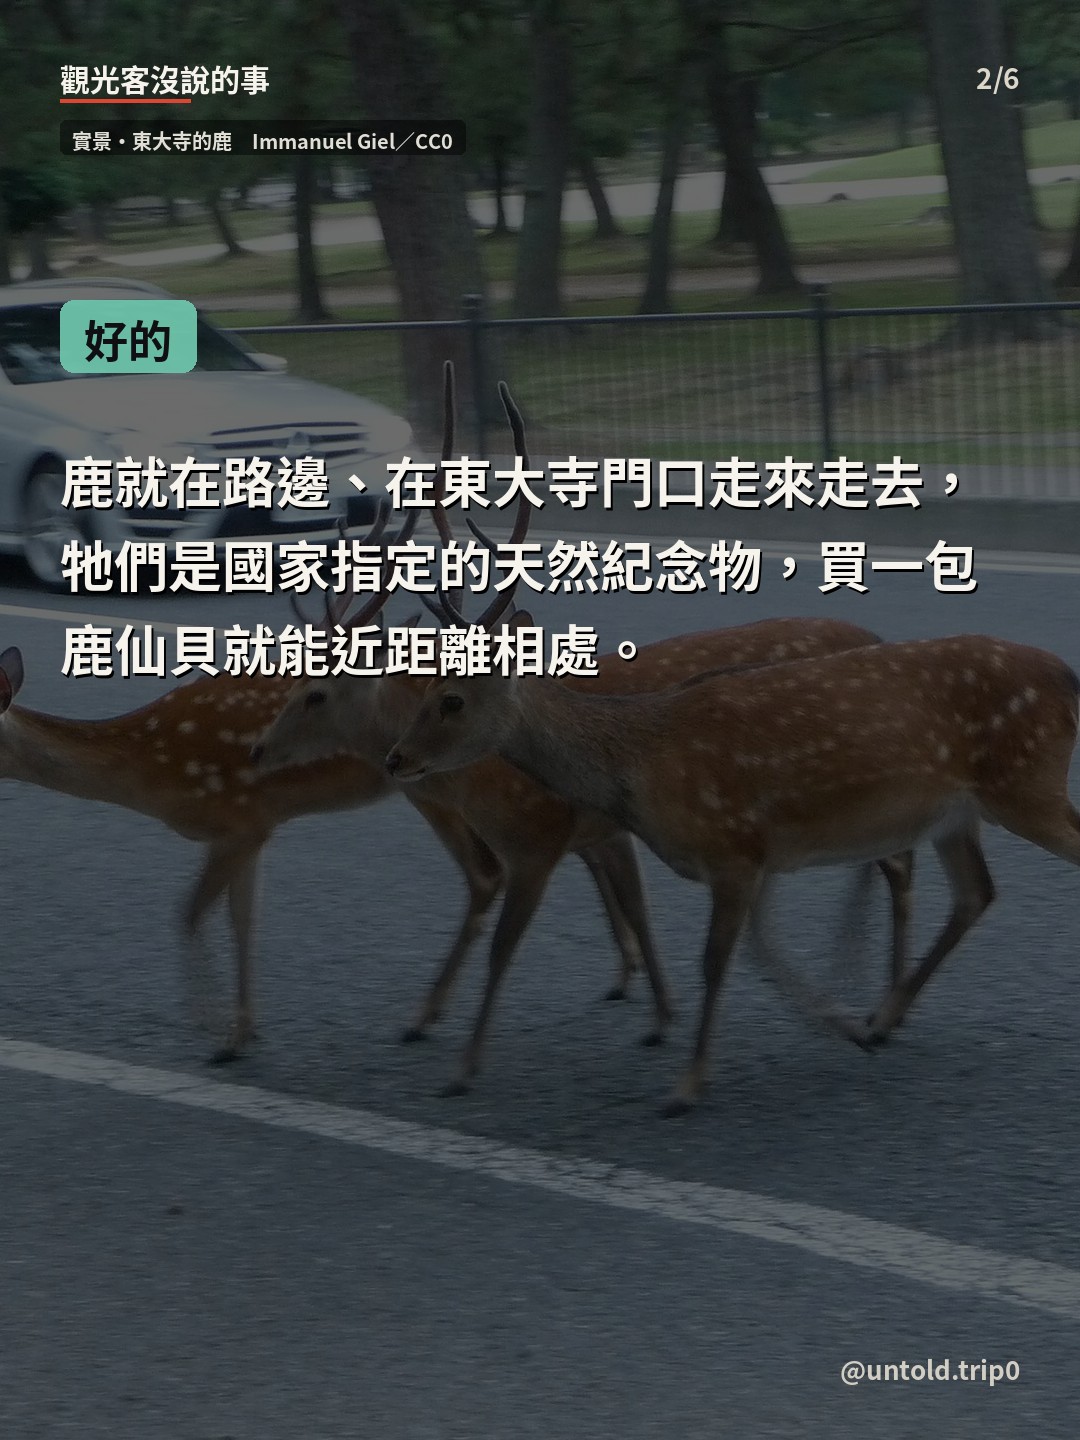 觀光客沒說的事
2/6
實景・東大寺的鹿　Immanuel Giel／CC0
好的
鹿就在路邊、在東大寺門口走來走去，
牠們是國家指定的天然紀念物，買一包
鹿仙貝就能近距離相處。
@untold.trip0